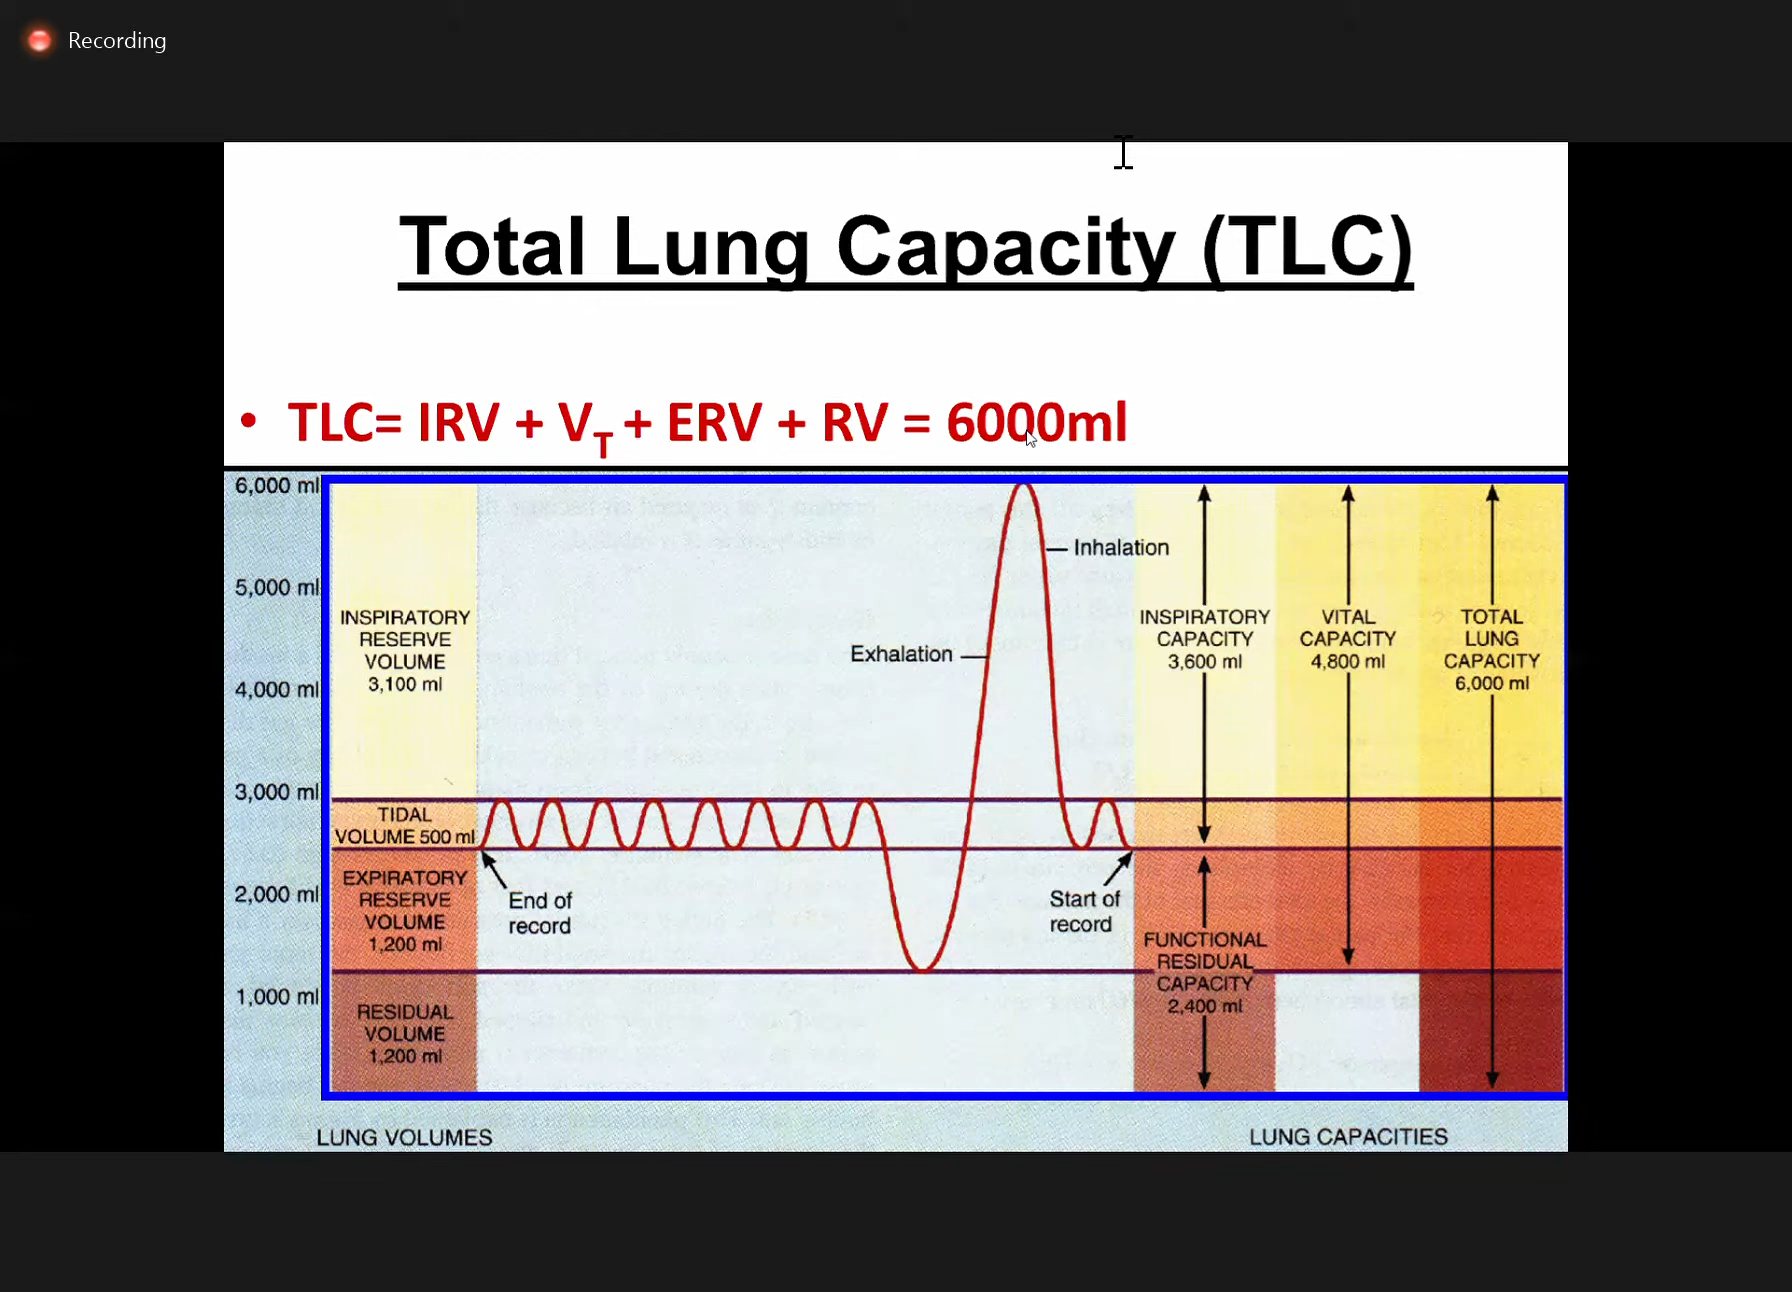 Recording
Total Lung Capacity (TLC)
• TLC= IRV + VT + ERV + RV = 6000ml
6,000 ml
5,000 ml
4,000 ml
3,000 ml
2,000 ml
1,000 ml
INSPIRATORY
RESERVE
VOLUME
3,100 ml
TIDAL
VOLUME 500 ml
EXPIRATORY
RESERVE
VOLUME
1,200 ml
RESIDUAL
VOLUME
1,200 ml
Inhalation
Exhalation
End of
record
Start of
record
INSPIRATORY
CAPACITY
3,600 ml
VITAL
CAPACITY
4,800 ml
TOTAL
LUNG
CAPACITY
6,000 ml
FUNCTIONAL
RESIDUAL
CAPACITY
2,400 ml
LUNG VOLUMES
LUNG CAPACITIES